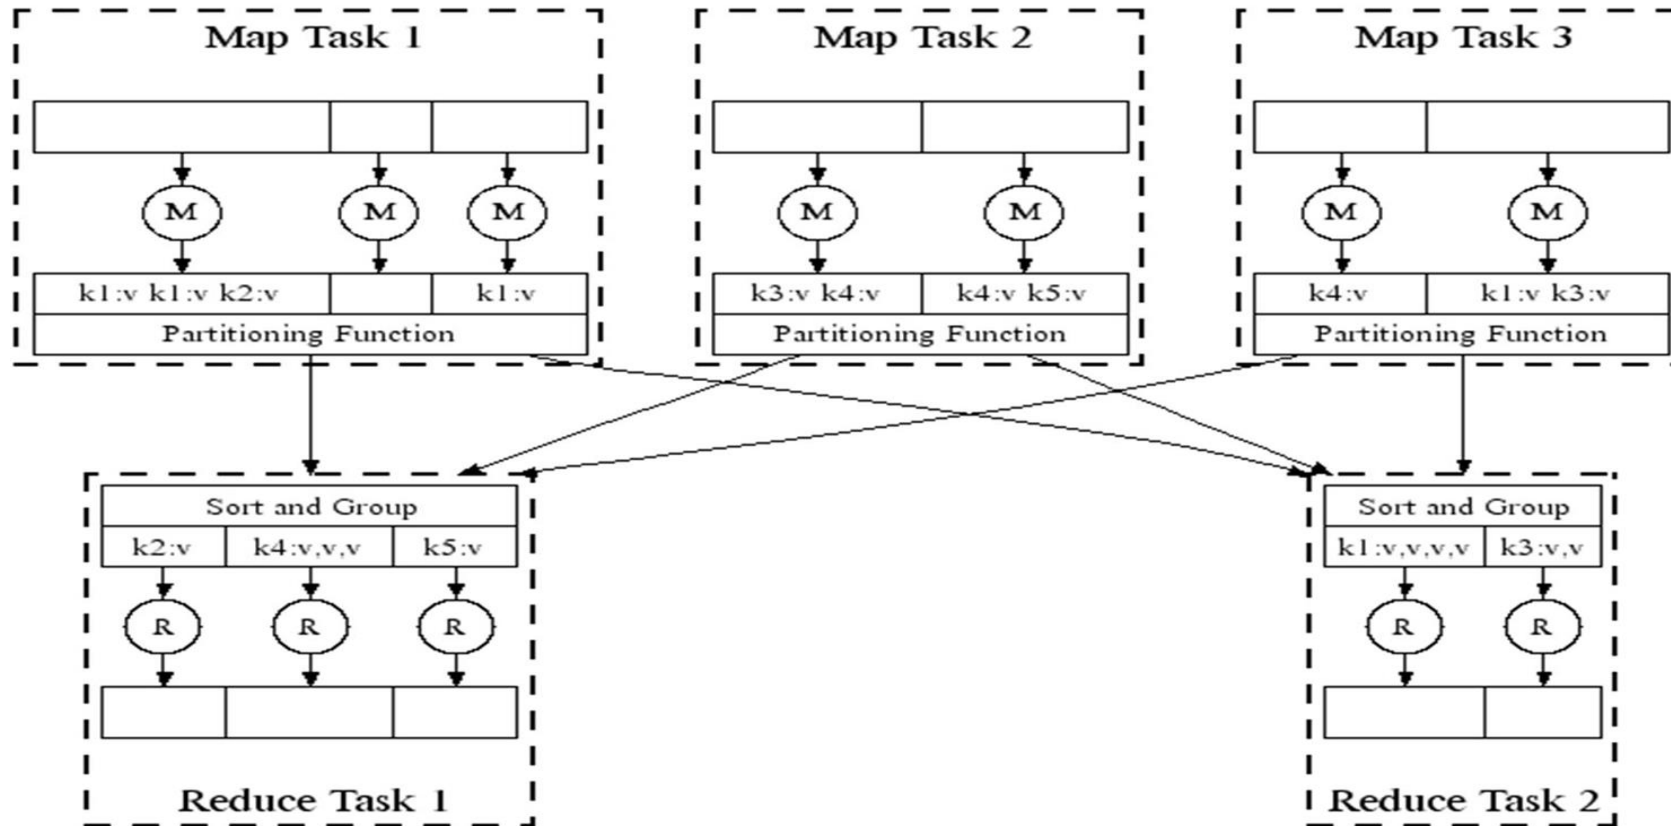 Map Task 1 Map Task 2 Map Task 3
M M M M M M M
k1:v k1:v k2:v k1:v k3:v k4:v k4:v k5:v k4:v k1:v k3:v
Partitioning Function Partitioning Function Partitioning Function
Sort and Group Sort and Group
k2:v k4:v,v,v k5:v k1:v,v,v,v k3:v,v
R R R R R
Reduce Task 1 Reduce Task 2